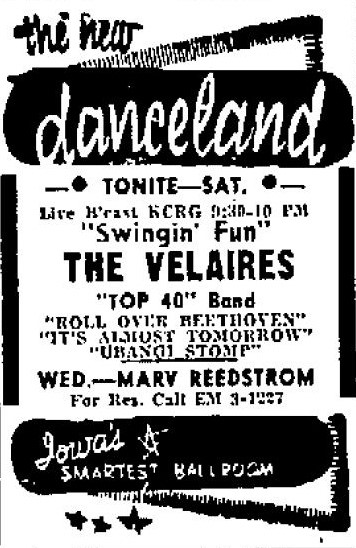 the new
danceland
TONITE—SAT.
Live B'cast KCRG 9:30-10 PM
"Swingin' Fun"
THE VELAIRES
"TOP 40" Band
"ROLL OVER BEETHOVEN"
"IT'S ALMOST TOMORROW"
"UBANGI STOMP"
WED.—MARV REEDSTROM
For Res. Call EM 3-1227
Iowa's
SMARTEST BALLROOM